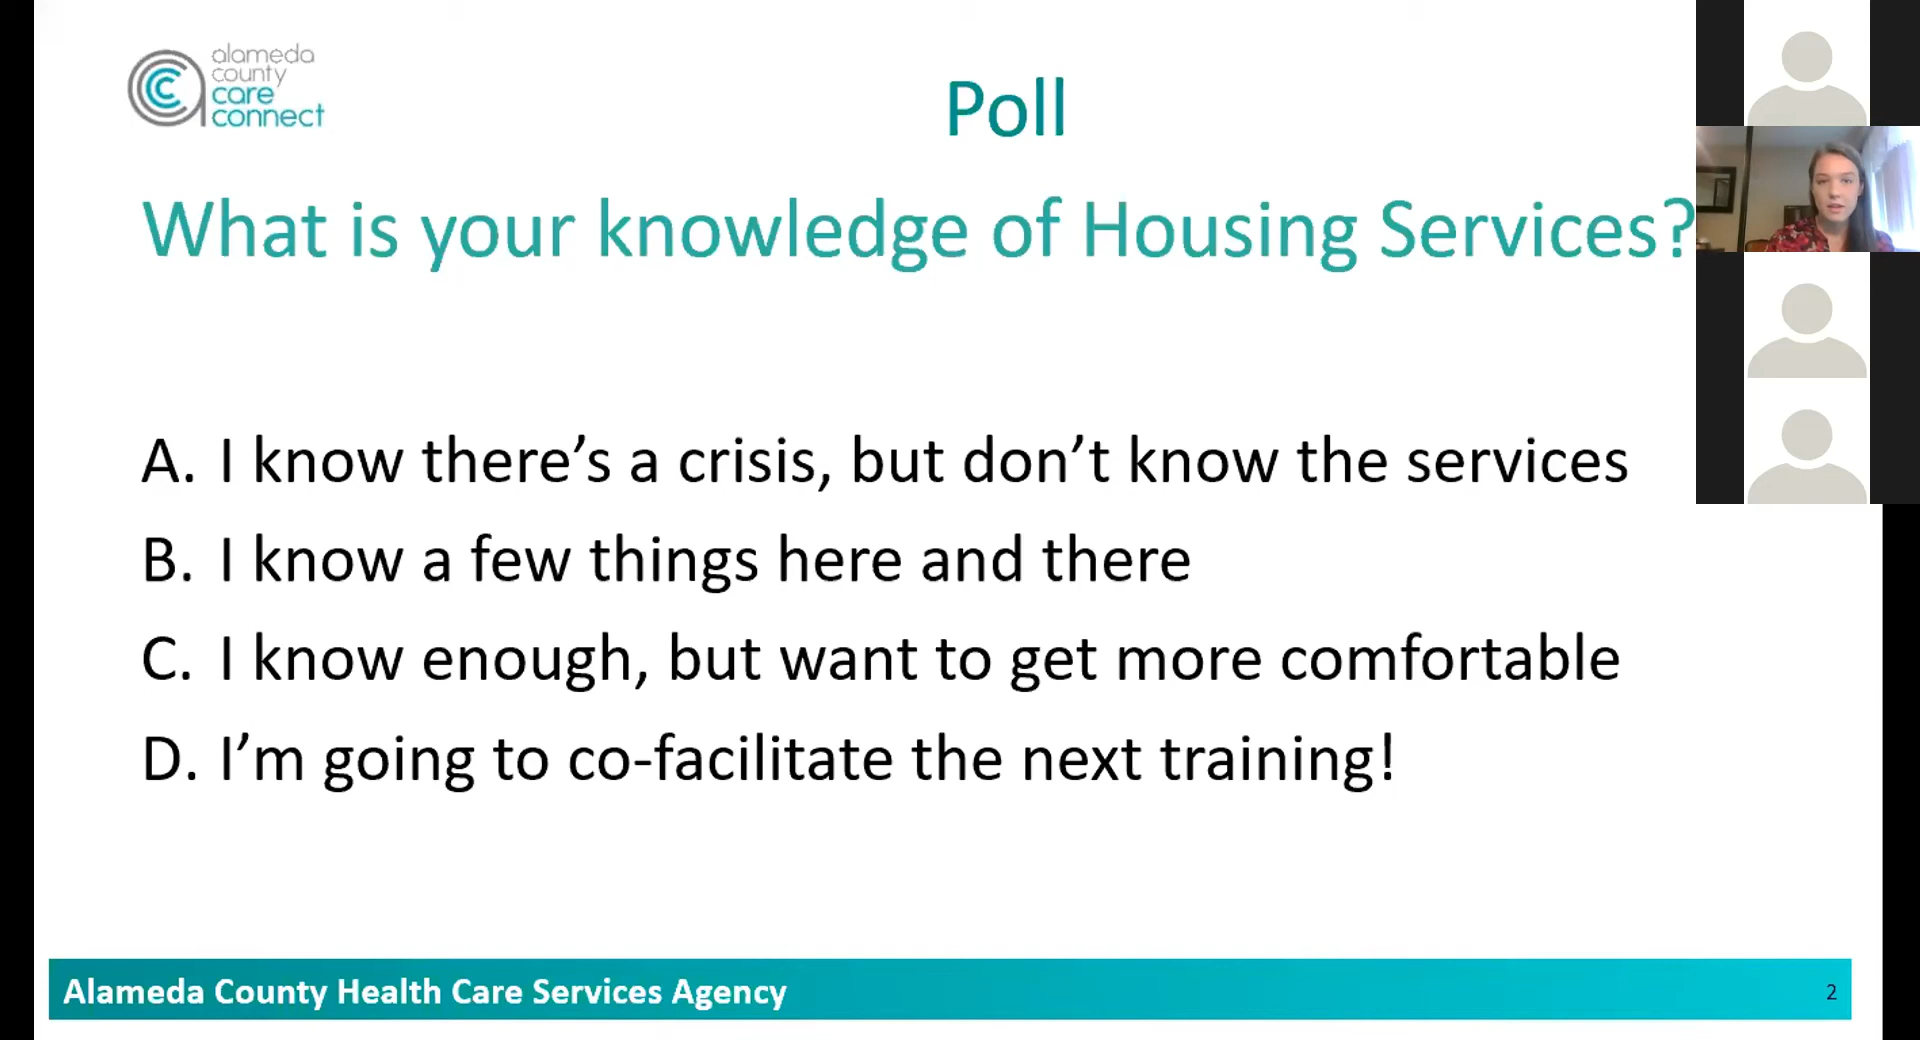 alameda
county
care
connect
Poll
What is your knowledge of Housing Services?
A. I know there’s a crisis, but don’t know the services
B. I know a few things here and there
C. I know enough, but want to get more comfortable
D. I’m going to co-facilitate the next training!
Alameda County Health Care Services Agency
2